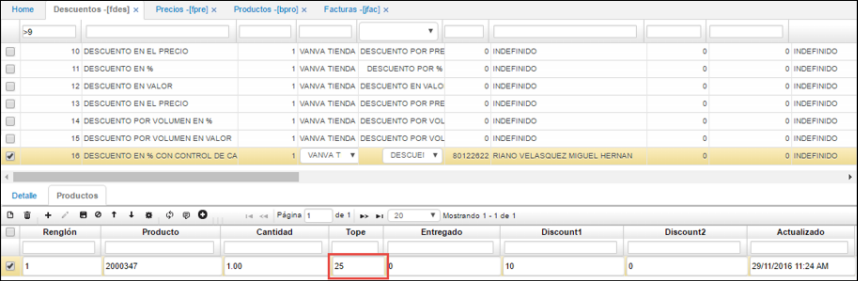 Home Descuentos -[fdes] × Precios -[fpre] × Productos -[bpro] × Facturas -[jfac] ×
>9
10 DESCUENTO EN EL PRECIO 1 VANVA TIENDA DESCUENTO POR PRE 0 INDEFINIDO 0 0 INDEFINIDO
11 DESCUENTO EN % 1 VANVA TIENDA DESCUENTO POR % 0 INDEFINIDO 0 0 INDEFINIDO
12 DESCUENTO EN VALOR 1 VANVA TIENDA DESCUENTO EN VALO 0 INDEFINIDO 0 0 INDEFINIDO
13 DESCUENTO EN EL PRECIO 1 VANVA TIENDA DESCUENTO POR PRE 0 INDEFINIDO 0 0 INDEFINIDO
14 DESCUENTO POR VOLUMEN EN % 1 VANVA TIENDA DESCUENTO POR VOL 0 INDEFINIDO 0 0 INDEFINIDO
15 DESCUENTO POR VOLUMEN EN VALOR 1 VANVA TIENDA DESCUENTO POR VOL 0 INDEFINIDO 0 0 INDEFINIDO
16 DESCUENTO EN % CON CONTROL DE CA 1 VANVA T DESCUEI 80122622 RIANO VELASQUEZ MIGUEL HERNAN 0 0 INDEFINIDO
Detalle Productos
Página 1 de 1 20 Mostrando 1 - 1 de 1
Renglón Producto Cantidad Tope Entregado Discount1 Discount2 Actualizado
1 2000347 1.00 25 0 10 0 29/11/2016 11:24 AM